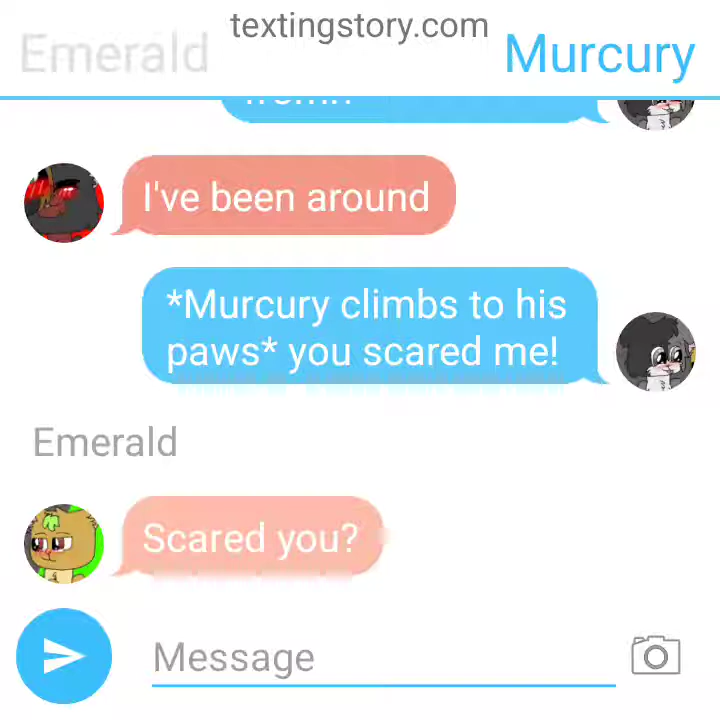 textingstory.com
Emerald
Murcury
I've been around
*Murcury climbs to his
paws* you scared me!
Emerald
Scared you?
Message